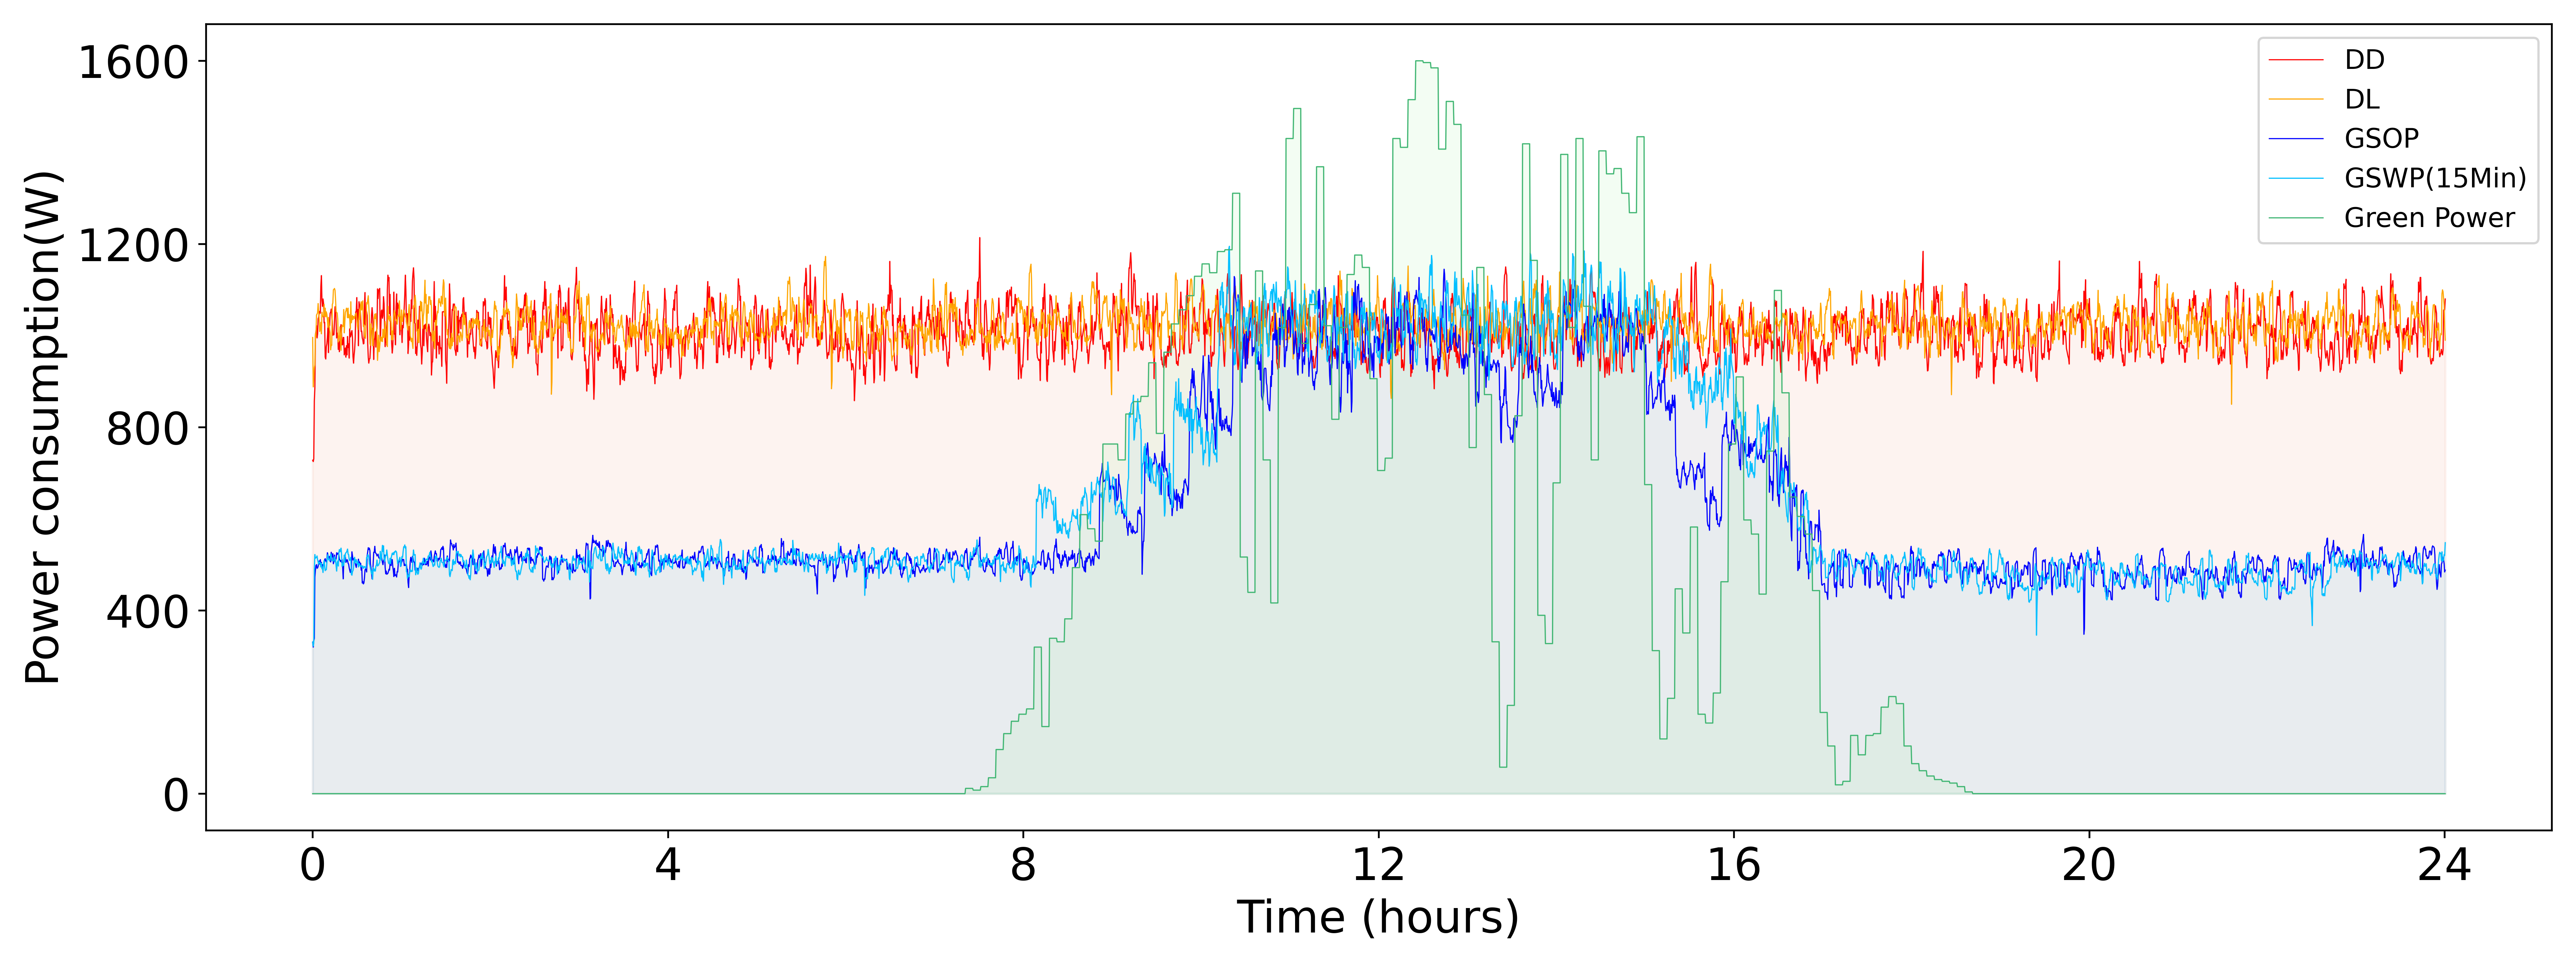 Power consumption(W)
1600
1200
800
400
0
DD
DL
GSOP
GSWP(15Min)
Green Power
0 4 8 12 16 20 24
Time (hours)